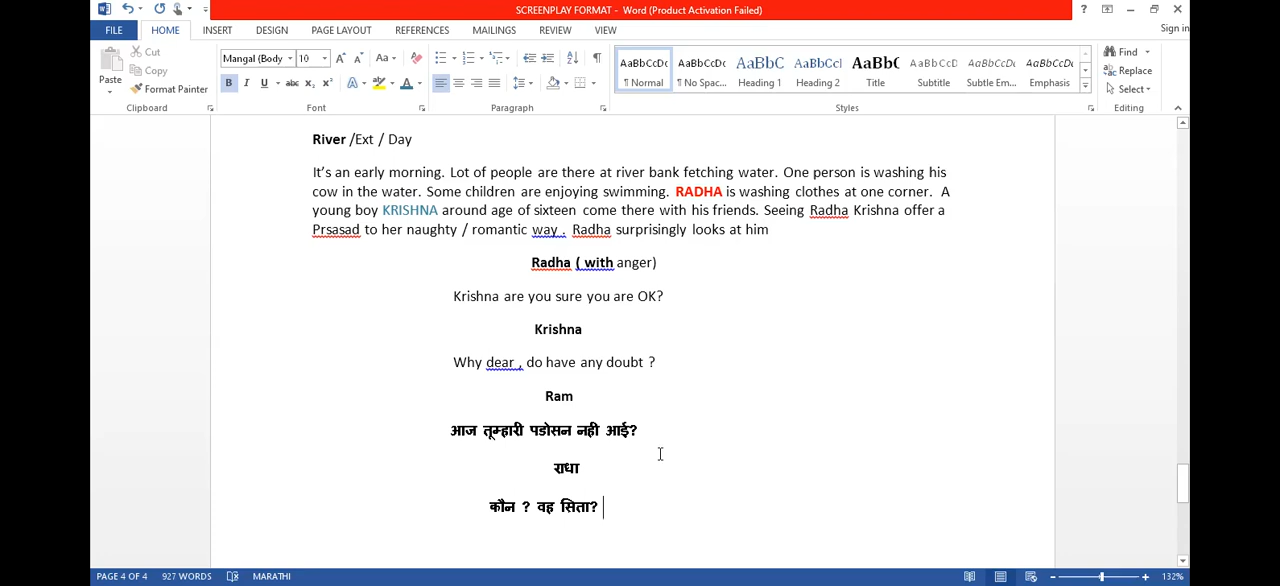 SCREENPLAY FORMAT - Word (Product Activation Failed)
Sign in
FILE HOME INSERT DESIGN PAGE LAYOUT REFERENCES MAILINGS REVIEW VIEW
Paste
Cut
Copy
Format Painter
Clipboard
Mangal (Body 10
Font
Paragraph
AaBbCcDc AaBbCcDc AaBbCc AaBbCcl AaBbC AaBbCcD AaBbCcDc AaBbCcDc
¶ Normal ¶ No Spac... Heading 1 Heading 2 Title Subtitle Subtle Em... Emphasis
Styles
Find
Replace
Select
Editing
River /Ext / Day
It's an early morning. Lot of people are there at river bank fetching water. One person is washing his
cow in the water. Some children are enjoying swimming. RADHA is washing clothes at one corner. A
young boy KRISHNA around age of sixteen come there with his friends. Seeing Radha Krishna offer a
Prsasad to her naughty / romantic way . Radha surprisingly looks at him
Radha ( with anger)
Krishna are you sure you are OK?
Krishna
Why dear , do have any doubt ?
Ram
आज तूम्हारी पडोसन नही आई?
राधा
कौन ? वह सिता?
PAGE 4 OF 4 927 WORDS MARATHI 132%